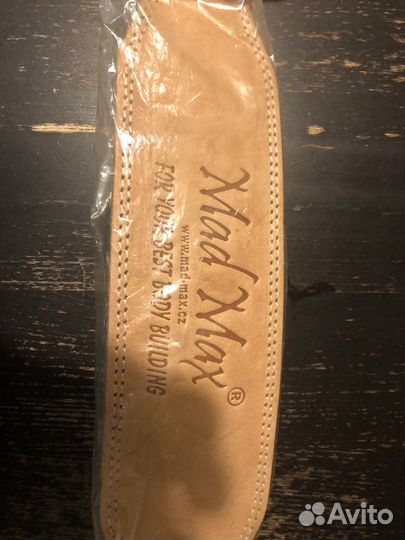 Mad Max®
www.mad-max.cz
FOR YOUR BEST BODY BUILDING
Avito